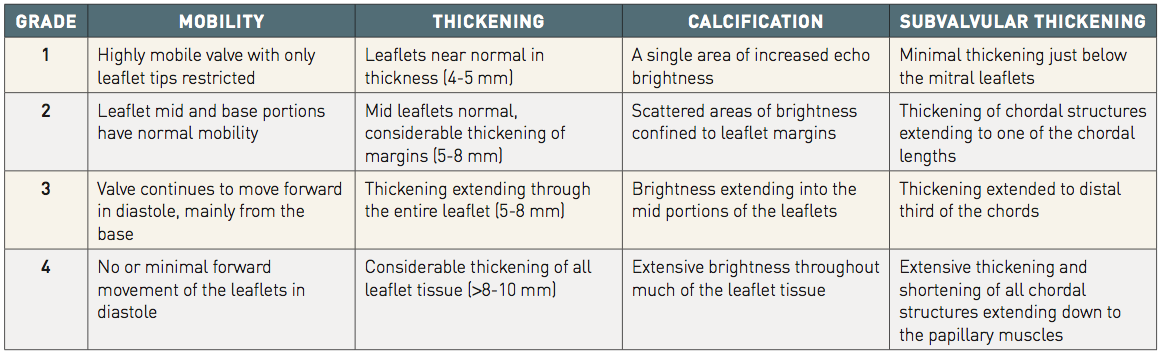 GRADE MOBILITY THICKENING CALCIFICATION SUBVALVULAR THICKENING
1
Highly mobile valve with only
leaflet tips restricted
Leaflets near normal in
thickness (4-5 mm)
A single area of increased echo
brightness
Minimal thickening just below
the mitral leaflets
2
Leaflet mid and base portions
have normal mobility
Mid leaflets normal,
considerable thickening of
margins (5-8 mm)
Scattered areas of brightness
confined to leaflet margins
Thickening of chordal structures
extending to one of the chordal
lengths
3
Valve continues to move forward
in diastole, mainly from the
base
Thickening extending through
the entire leaflet (5-8 mm)
Brightness extending into the
mid portions of the leaflets
Thickening extended to distal
third of the chords
4
No or minimal forward
movement of the leaflets in
diastole
Considerable thickening of all
leaflet tissue (>8-10 mm)
Extensive brightness throughout
much of the leaflet tissue
Extensive thickening and
shortening of all chordal
structures extending down to
the papillary muscles